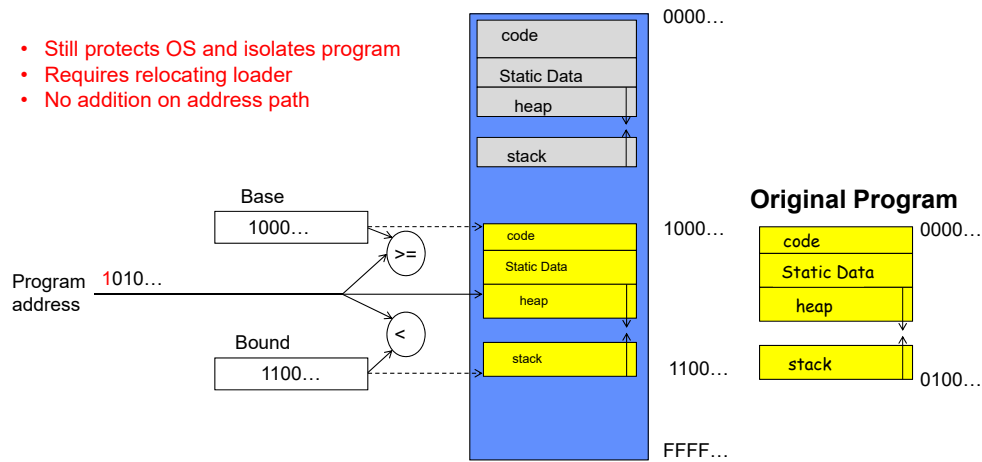 • Still protects OS and isolates program
• Requires relocating loader
• No addition on address path
0000…
code
Static Data
heap
stack
Base
1000…
>=
Program
address
1010…
<
Bound
1100…
code
Static Data
heap
stack
1000…
1100…
FFFF…
Original Program
0000…
code
Static Data
heap
stack
0100…